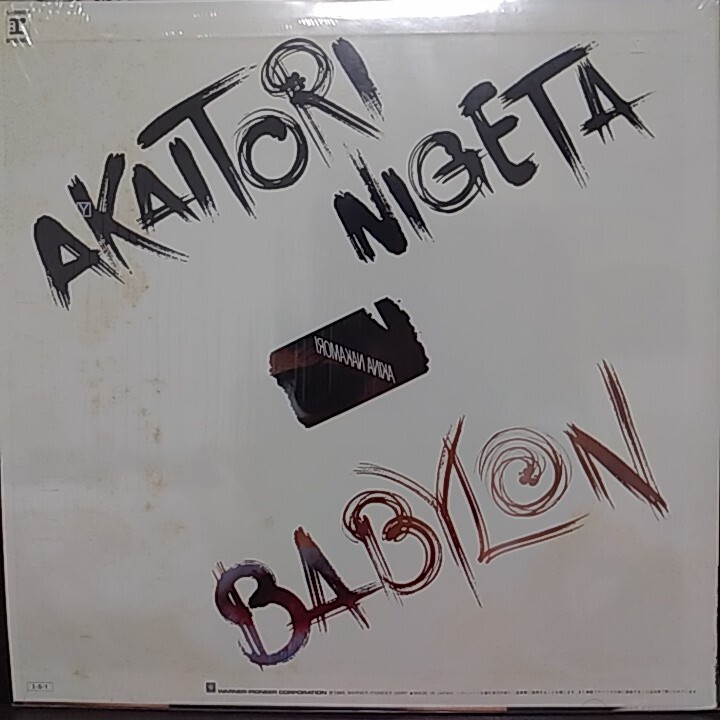 AKAITORI
NIGETA
AKINA NAKAMORI
BABYLON
WARNER-PIONEER CORPORATION